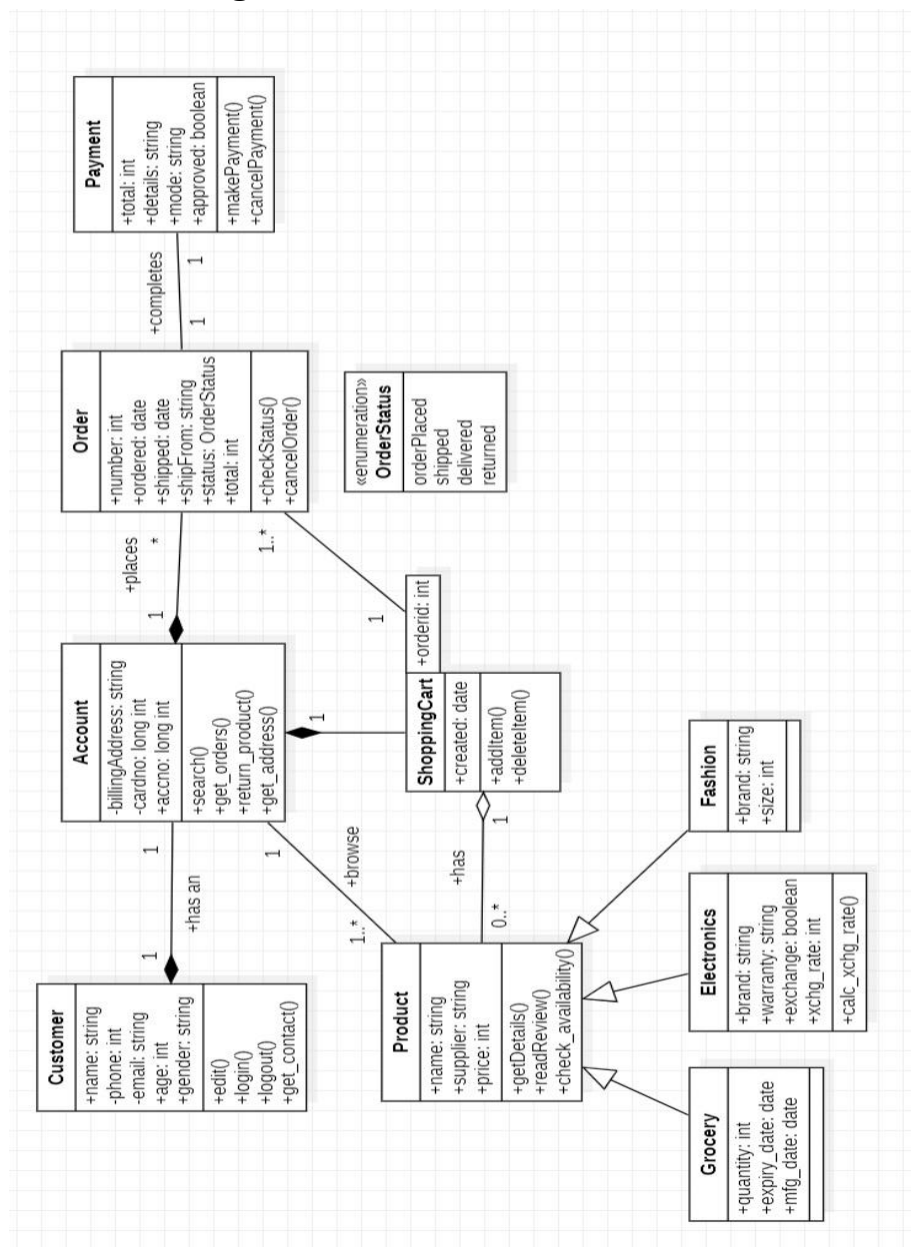 Customer
+name: string
-phone: int
-email: string
+age: int
+gender: string
+edit()
+login()
+logout()
+get_contact()
1
+has an
1
Account
-billingAddress: string
-cardno: long int
+accno: long int
+search()
+get_orders()
+return_product()
+get_address()
1
+places
*
Order
+number: int
+ordered: date
+shipped: date
+shipFrom: string
+status: OrderStatus
+total: int
+checkStatus()
+cancelOrder()
1
+completes
1
Payment
+total: int
+details: string
+mode: string
+approved: boolean
+makePayment()
+cancelPayment()
1
+browse
1..*
1
1..*
1
Product
+name: string
+supplier: string
+price: int
+getDetails()
+readReview()
+check_availability()
0..*
+has
1
ShoppingCart
+created: date
+addItem()
+deleteItem()
+orderid: int
«enumeration»
OrderStatus
orderPlaced
shipped
delivered
returned
Grocery
+quantity: int
+expiry_date: date
+mfg_date: date
Electronics
+brand: string
+warranty: string
+exchange: boolean
+xchg_rate: int
+calc_xchg_rate()
Fashion
+brand: string
+size: int